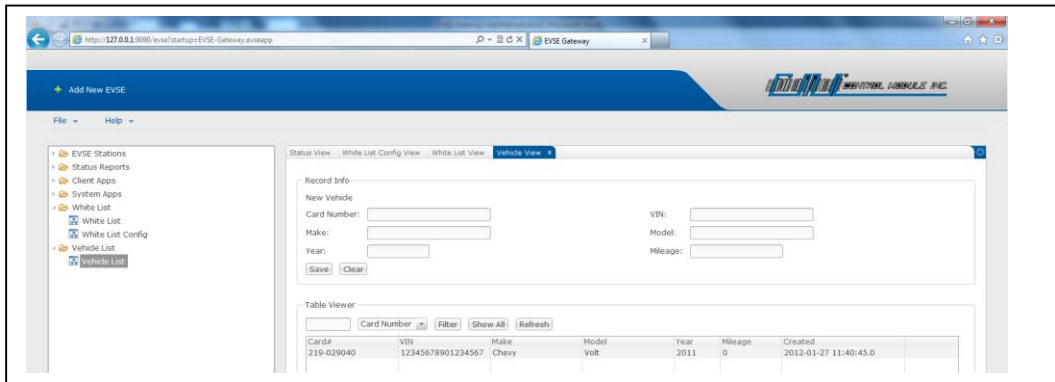 http://127.0.0.1:9090/evse?startup=EVSE-Gateway.evseapp
EVSE Gateway
Add New EVSE
CONTROL MODULE INC.
File Help
EVSE Stations
Status Reports
Client Apps
System Apps
White List
White List
White List Config
Vehicle List
Vehicle List
Status View White List Config View White List View Vehicle View
Record Info
New Vehicle
Card Number: VIN:
Make: Model:
Year: Mileage:
Save Clear
Table Viewer
Card Number Filter Show All Refresh
Card# VIN Make Model Year Mileage Created
219-029040 12345678901234567 Chevy Volt 2011 0 2012-01-27 11:40:45.0